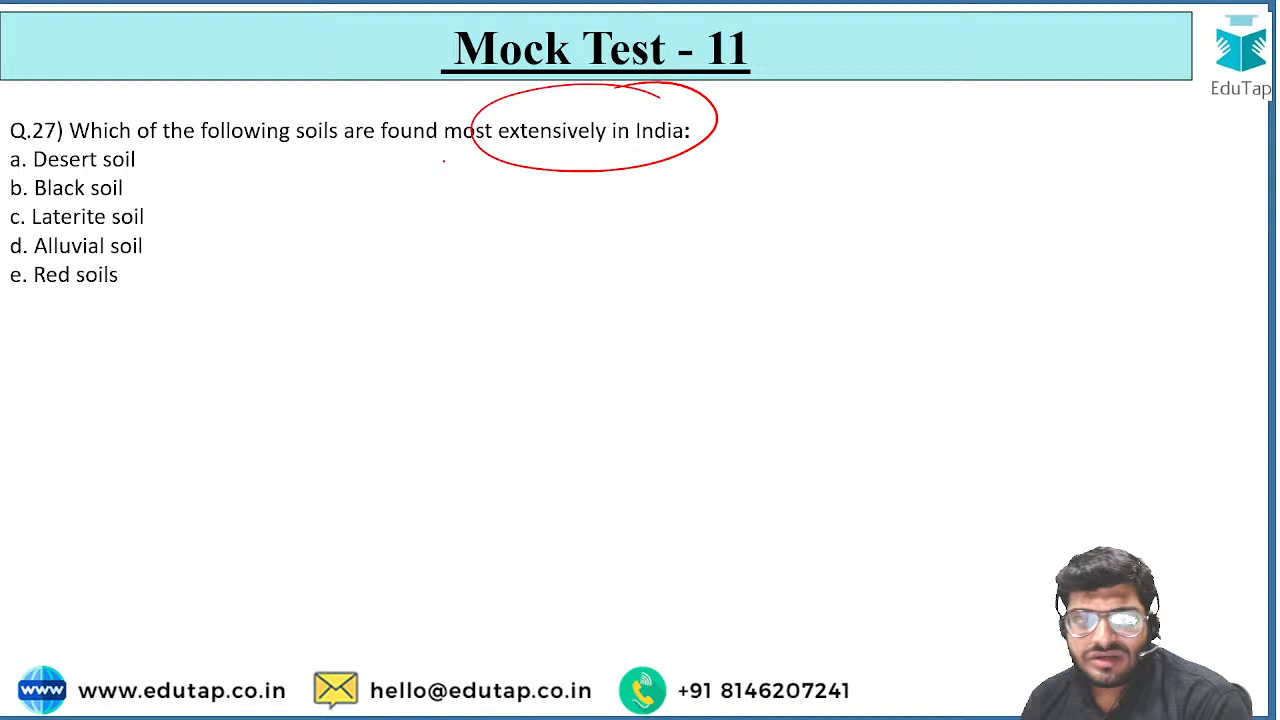 Mock Test - 11
EduTap
Q.27) Which of the following soils are found most extensively in India:
a. Desert soil
b. Black soil
c. Laterite soil
d. Alluvial soil
e. Red soils
www www.edutap.co.in hello@edutap.co.in +91 8146207241